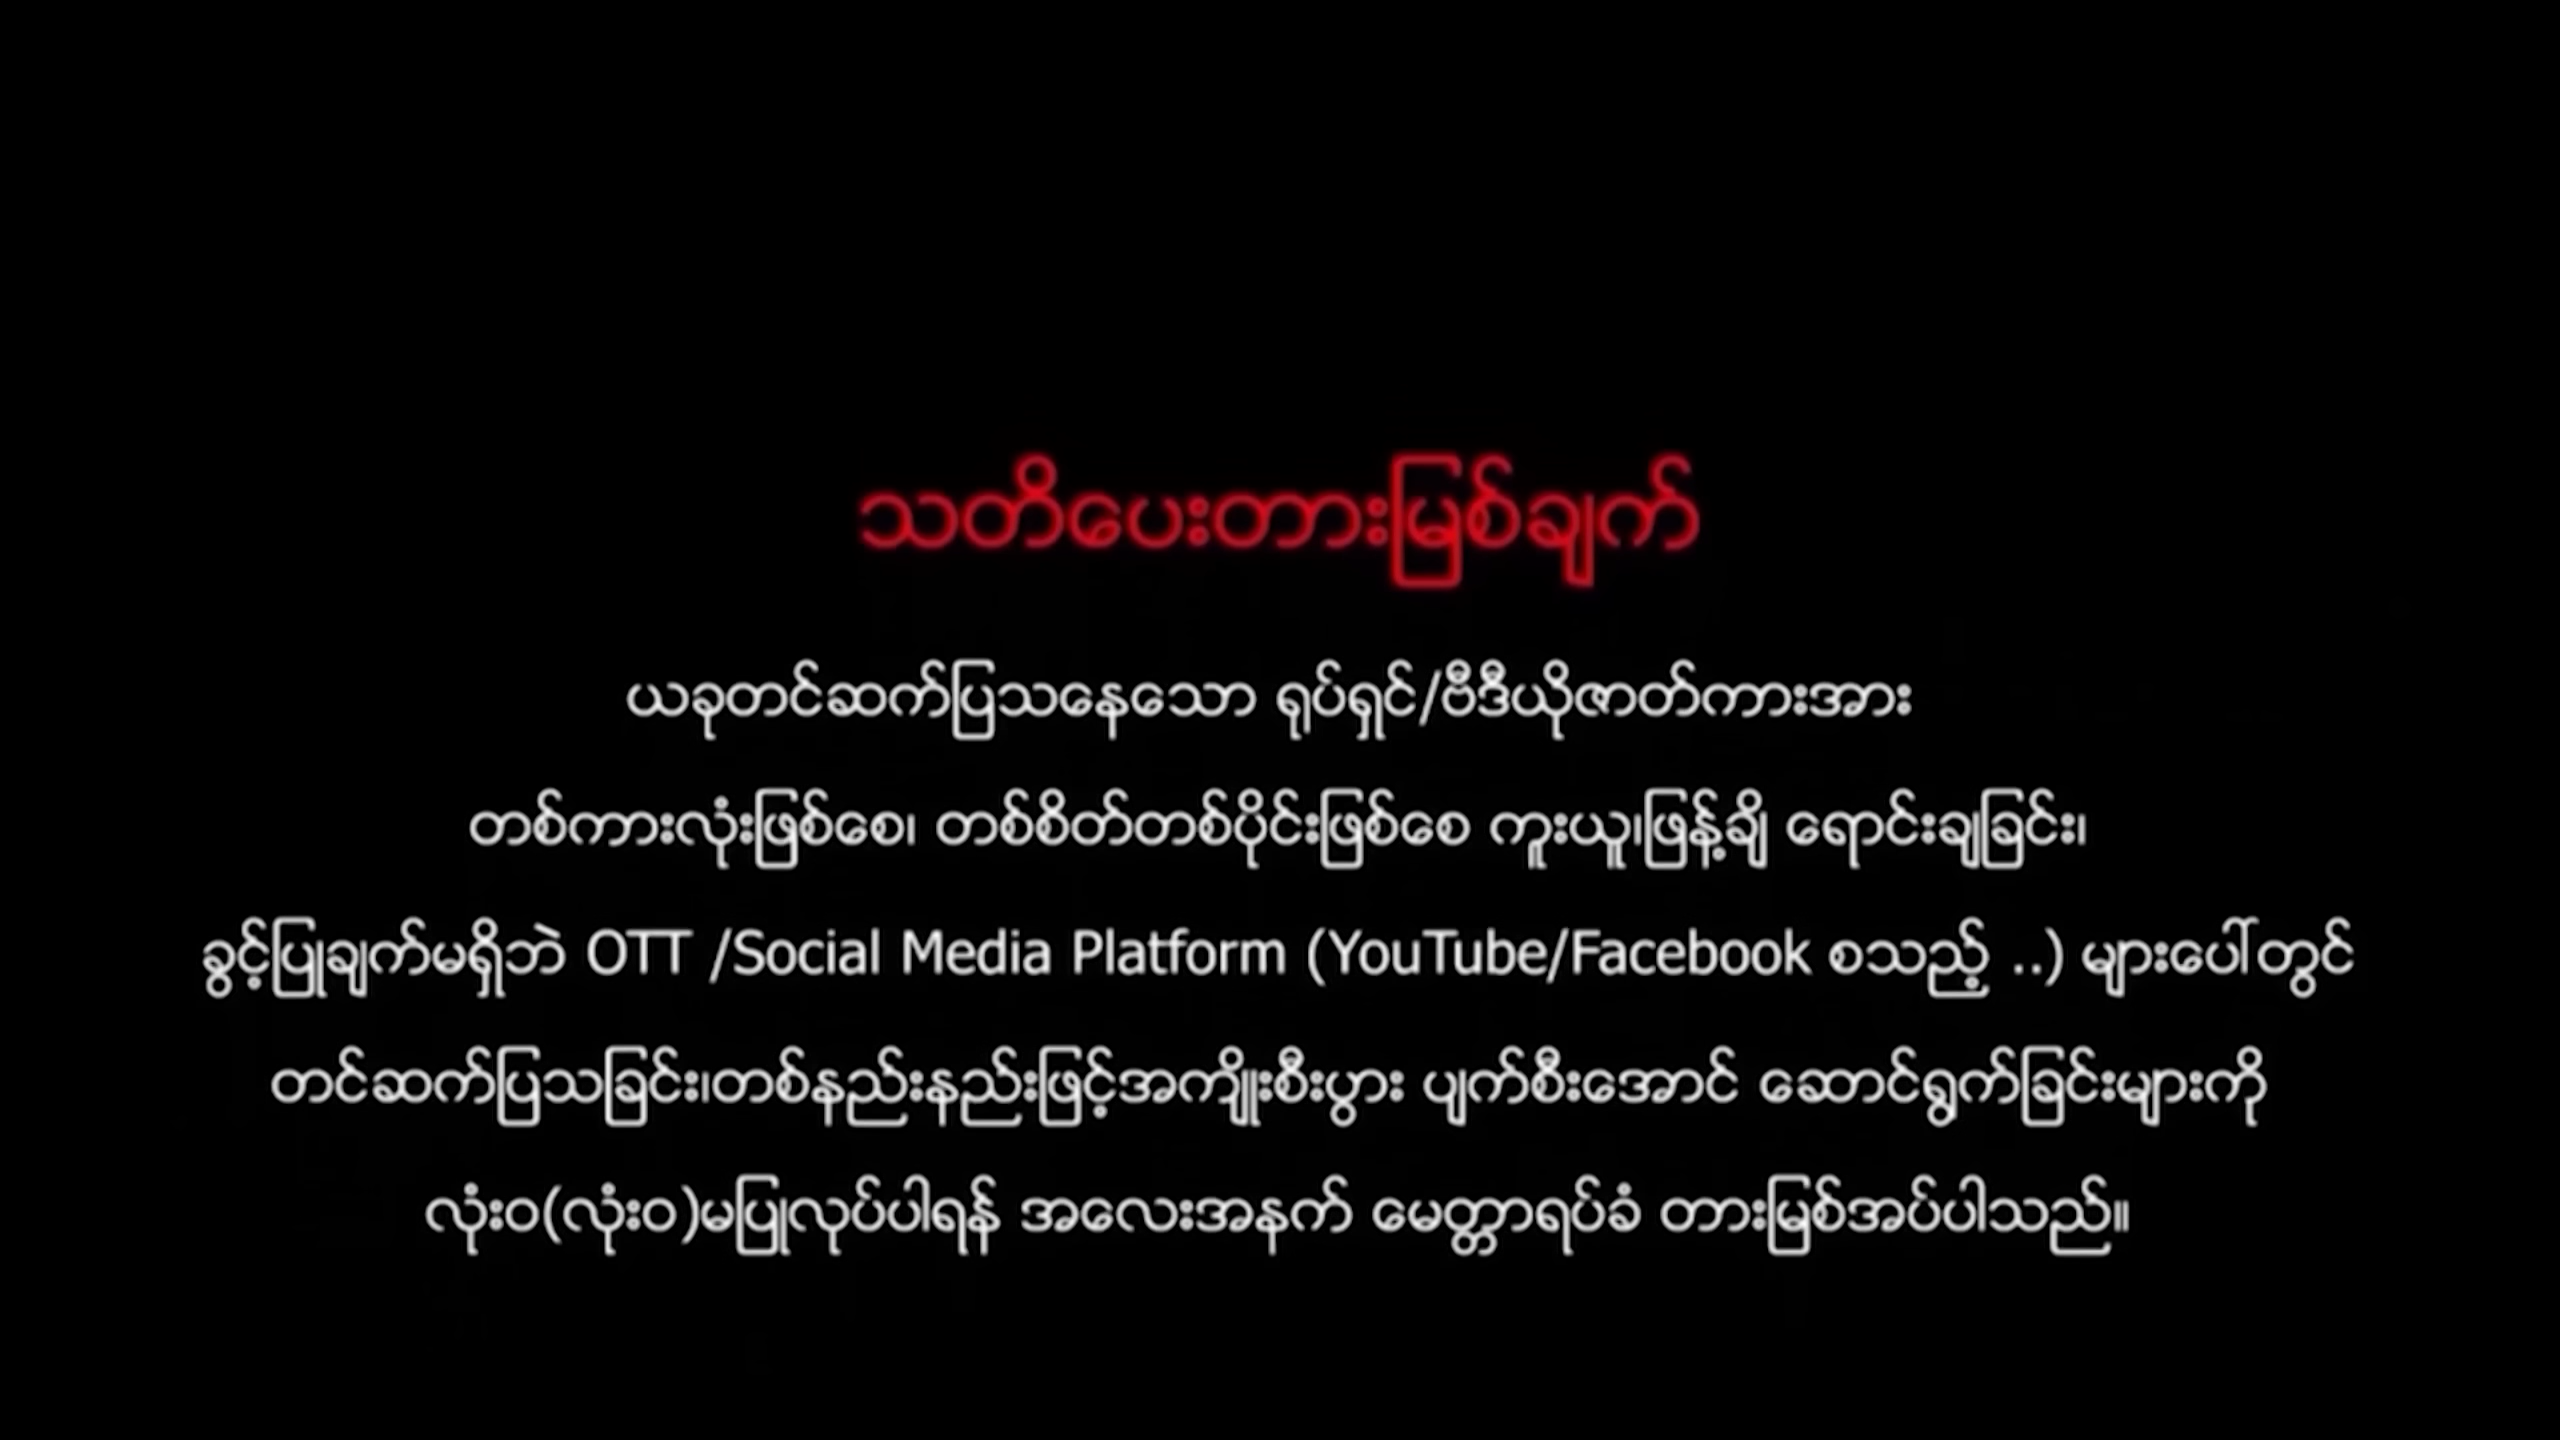 သတိပေးတားမြစ်ချက်
ယခုတင်ဆက်ပြသနေသော ရုပ်ရှင်/ဗီဒီယိုဇာတ်ကားအား
တစ်ကားလုံးဖြစ်စေ၊ တစ်စိတ်တစ်ပိုင်းဖြစ်စေ ကူးယူ၊ဖြန့်ချိ ရောင်းချခြင်း၊
ခွင့်ပြုချက်မရှိဘဲ OTT /Social Media Platform (YouTube/Facebook စသည့် ..) များပေါ်တွင်
တင်ဆက်ပြသခြင်း၊တစ်နည်းနည်းဖြင့်အကျိုးစီးပွား ပျက်စီးအောင် ဆောင်ရွက်ခြင်းများကို
လုံးဝ(လုံးဝ)မပြုလုပ်ပါရန် အလေးအနက် မေတ္တာရပ်ခံ တားမြစ်အပ်ပါသည်။